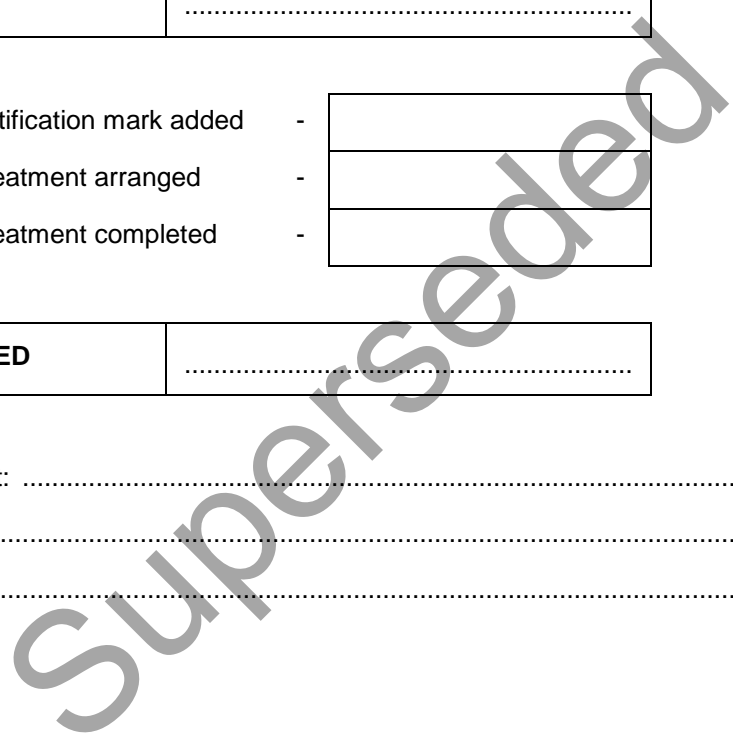 ................................................................
tification mark added -
eatment arranged -
eatment completed -
ED ................................................................
t: ......................................................................................................
......................................................................................................
......................................................................................................
Superseded